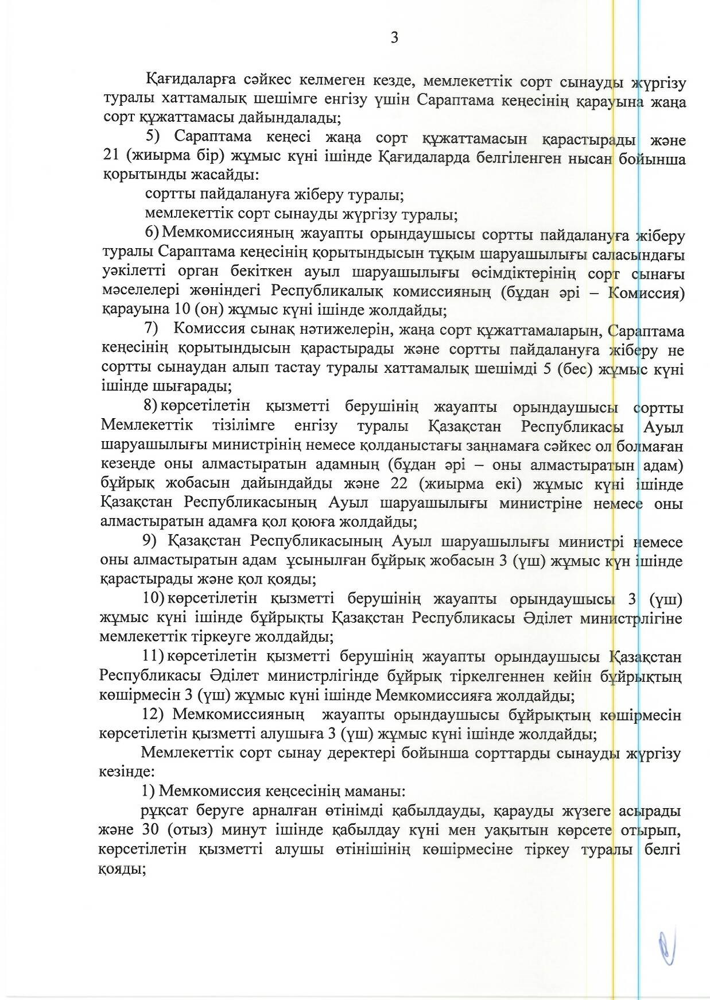 3
Қағидаларға сәйкес келмеген кезде, мемлекеттік сорт сынауды жүргізу
туралы хаттамалық шешімге енгізу үшін Сараптама кеңесінің қарауына жаңа
сорт құжаттамасы дайындалады;
5) Сараптама кеңесі жаңа сорт құжаттамасын қарастырады және
21 (жиырма бір) жұмыс күні ішінде Қағидаларда белгіленген нысан бойынша
қорытынды жасайды:
сортты пайдалануға жіберу туралы;
мемлекеттік сорт сынауды жүргізу туралы;
6) Мемкомиссияның жауапты орындаушысы сортты пайдалануға жіберу
туралы Сараптама кеңесінің қорытындысын тұқым шаруашылығы саласындағы
уәкілетті орган бекіткен ауыл шаруашылығы өсімдіктерінің сорт сынағы
мәселелері жөніндегі Республикалық комиссияның (бұдан әрі – Комиссия)
қарауына 10 (он) жұмыс күні ішінде жолдайды;
7) Комиссия сынақ нәтижелерін, жаңа сорт құжаттамаларын, Сараптама
кеңесінің қорытындысын қарастырады және сортты пайдалануға жіберу не
сортты сынаудан алып тастау туралы хаттамалық шешімді 5 (бес) жұмыс күні
ішінде шығарады;
8) көрсетілетін қызметті берушінің жауапты орындаушысы сортты
Мемлекеттік тізілімге енгізу туралы Қазақстан Республикасы Ауыл
шаруашылығы министрінің немесе қолданыстағы заңнамаға сәйкес ол болмаған
кезеңде оны алмастыратын адамның (бұдан әрі – оны алмастыратын адам)
бұйрық жобасын дайындайды және 22 (жиырма екі) жұмыс күні ішінде
Қазақстан Республикасының Ауыл шаруашылығы министріне немесе оны
алмастыратын адамға қол қоюға жолдайды;
9) Қазақстан Республикасының Ауыл шаруашылығы министрі немесе
оны алмастыратын адам ұсынылған бұйрық жобасын 3 (үш) жұмыс күн ішінде
қарастырады және қол қояды;
10) көрсетілетін қызметті берушінің жауапты орындаушысы 3 (үш)
жұмыс күні ішінде бұйрықты Қазақстан Республикасы Әділет министрлігіне
мемлекеттік тіркеуге жолдайды;
11) көрсетілетін қызметті берушінің жауапты орындаушысы Қазақстан
Республикасы Әділет министрлігінде бұйрық тіркелгеннен кейін бұйрықтың
көшірмесін 3 (үш) жұмыс күні ішінде Мемкомиссияға жолдайды;
12) Мемкомиссияның жауапты орындаушысы бұйрықтың көшірмесін
көрсетілетін қызметті алушыға 3 (үш) жұмыс күні ішінде жолдайды;
Мемлекеттік сорт сынау деректері бойынша сорттарды сынауды жүргізу
кезінде:
1) Мемкомиссия кеңсесінің маманы:
рұқсат беруге арналған өтінімді қабылдауды, қарауды жүзеге асырады
және 30 (отыз) минут ішінде қабылдау күні мен уақытын көрсете отырып,
көрсетілетін қызметті алушы өтінішінің көшірмесіне тіркеу туралы белгі
қояды;